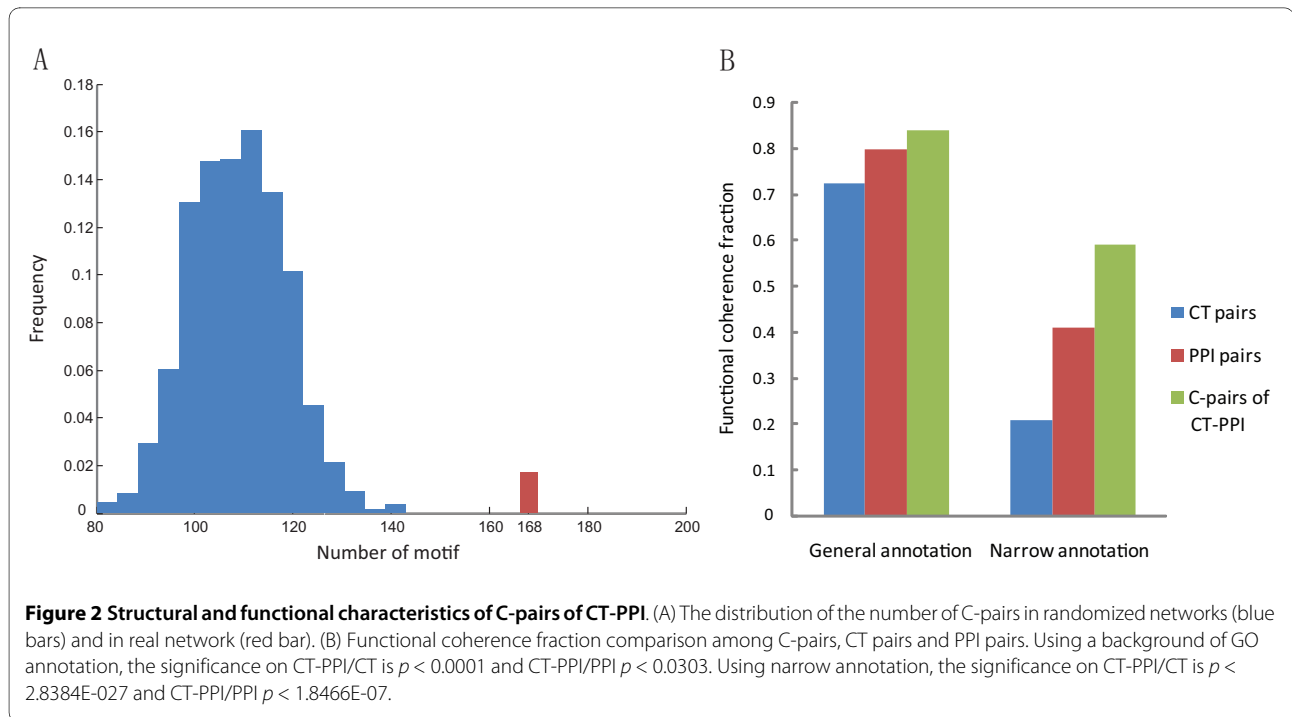 A
0.18
0.16
0.14
0.12
0.1
0.08
0.06
0.04
0.02
0
Frequency
80
100
120
140
160
168
180
200
Number of motif
B
0.9
0.8
0.7
0.6
0.5
0.4
0.3
0.2
0.1
0
Functional coherence fraction
General annotation
Narrow annotation
CT pairs
PPI pairs
C-pairs of
CT-PPI
Figure 2 Structural and functional characteristics of C-pairs of CT-PPI. (A) The distribution of the number of C-pairs in randomized networks (blue
bars) and in real network (red bar). (B) Functional coherence fraction comparison among C-pairs, CT pairs and PPI pairs. Using a background of GO
annotation, the significance on CT-PPI/CT is p < 0.0001 and CT-PPI/PPI p < 0.0303. Using narrow annotation, the significance on CT-PPI/CT is p <
2.8384E-027 and CT-PPI/PPI p < 1.8466E-07.